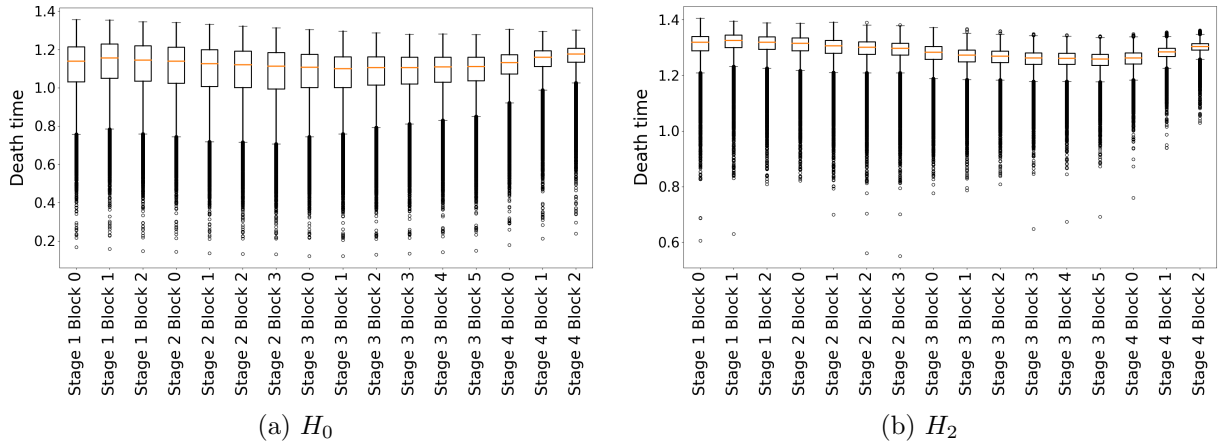 Death time
1.4
1.2
1.0
0.8
0.6
0.4
0.2
Stage 1 Block 0
Stage 1 Block 1
Stage 1 Block 2
Stage 2 Block 0
Stage 2 Block 1
Stage 2 Block 2
Stage 2 Block 3
Stage 3 Block 0
Stage 3 Block 1
Stage 3 Block 2
Stage 3 Block 3
Stage 3 Block 4
Stage 3 Block 5
Stage 4 Block 0
Stage 4 Block 1
Stage 4 Block 2
(a) H₀
Death time
1.4
1.2
1.0
0.8
0.6
Stage 1 Block 0
Stage 1 Block 1
Stage 1 Block 2
Stage 2 Block 0
Stage 2 Block 1
Stage 2 Block 2
Stage 2 Block 3
Stage 3 Block 0
Stage 3 Block 1
Stage 3 Block 2
Stage 3 Block 3
Stage 3 Block 4
Stage 3 Block 5
Stage 4 Block 0
Stage 4 Block 1
Stage 4 Block 2
(b) H₂